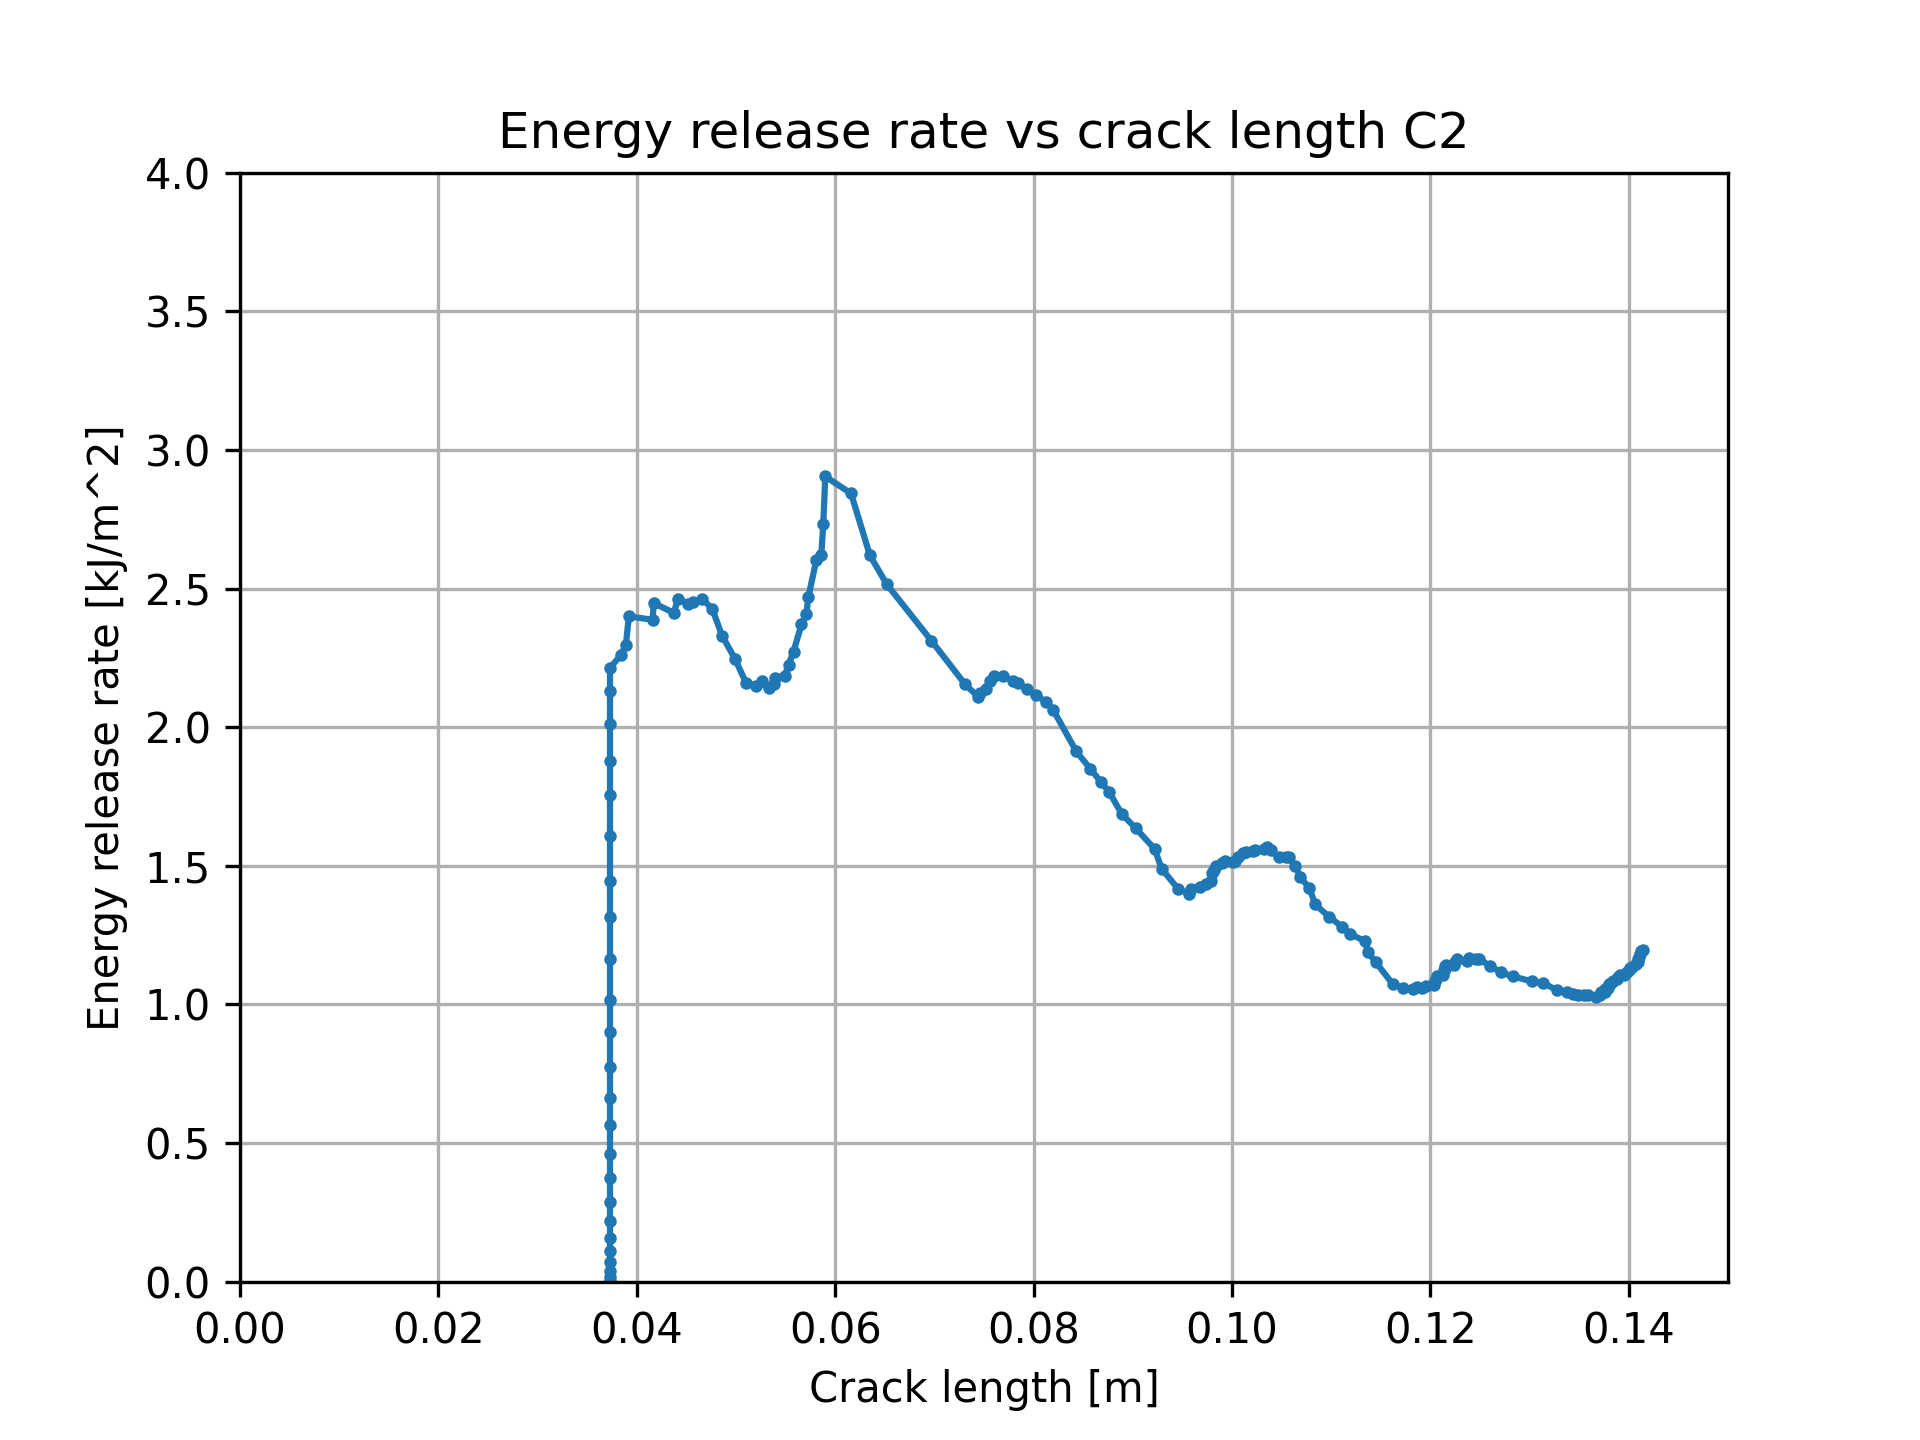 Energy release rate vs crack length C2
4.0
3.5
3.0
2.5
2.0
1.5
1.0
0.5
0.0
Energy release rate [kJ/m^2]
0.00 0.02 0.04 0.06 0.08 0.10 0.12 0.14
Crack length [m]